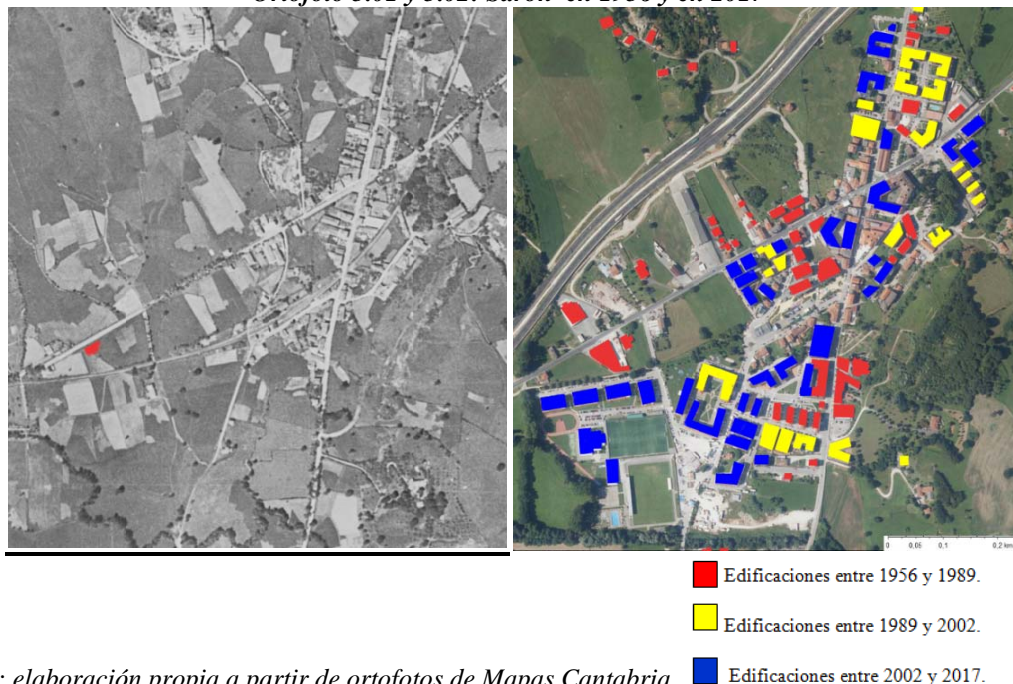 0 0,05 0,1 0,2 km
Edificaciones entre 1956 y 1989.
Edificaciones entre 1989 y 2002.
: elaboración propia a partir de ortofotos de Mapas Cantabria
Edificaciones entre 2002 y 2017.